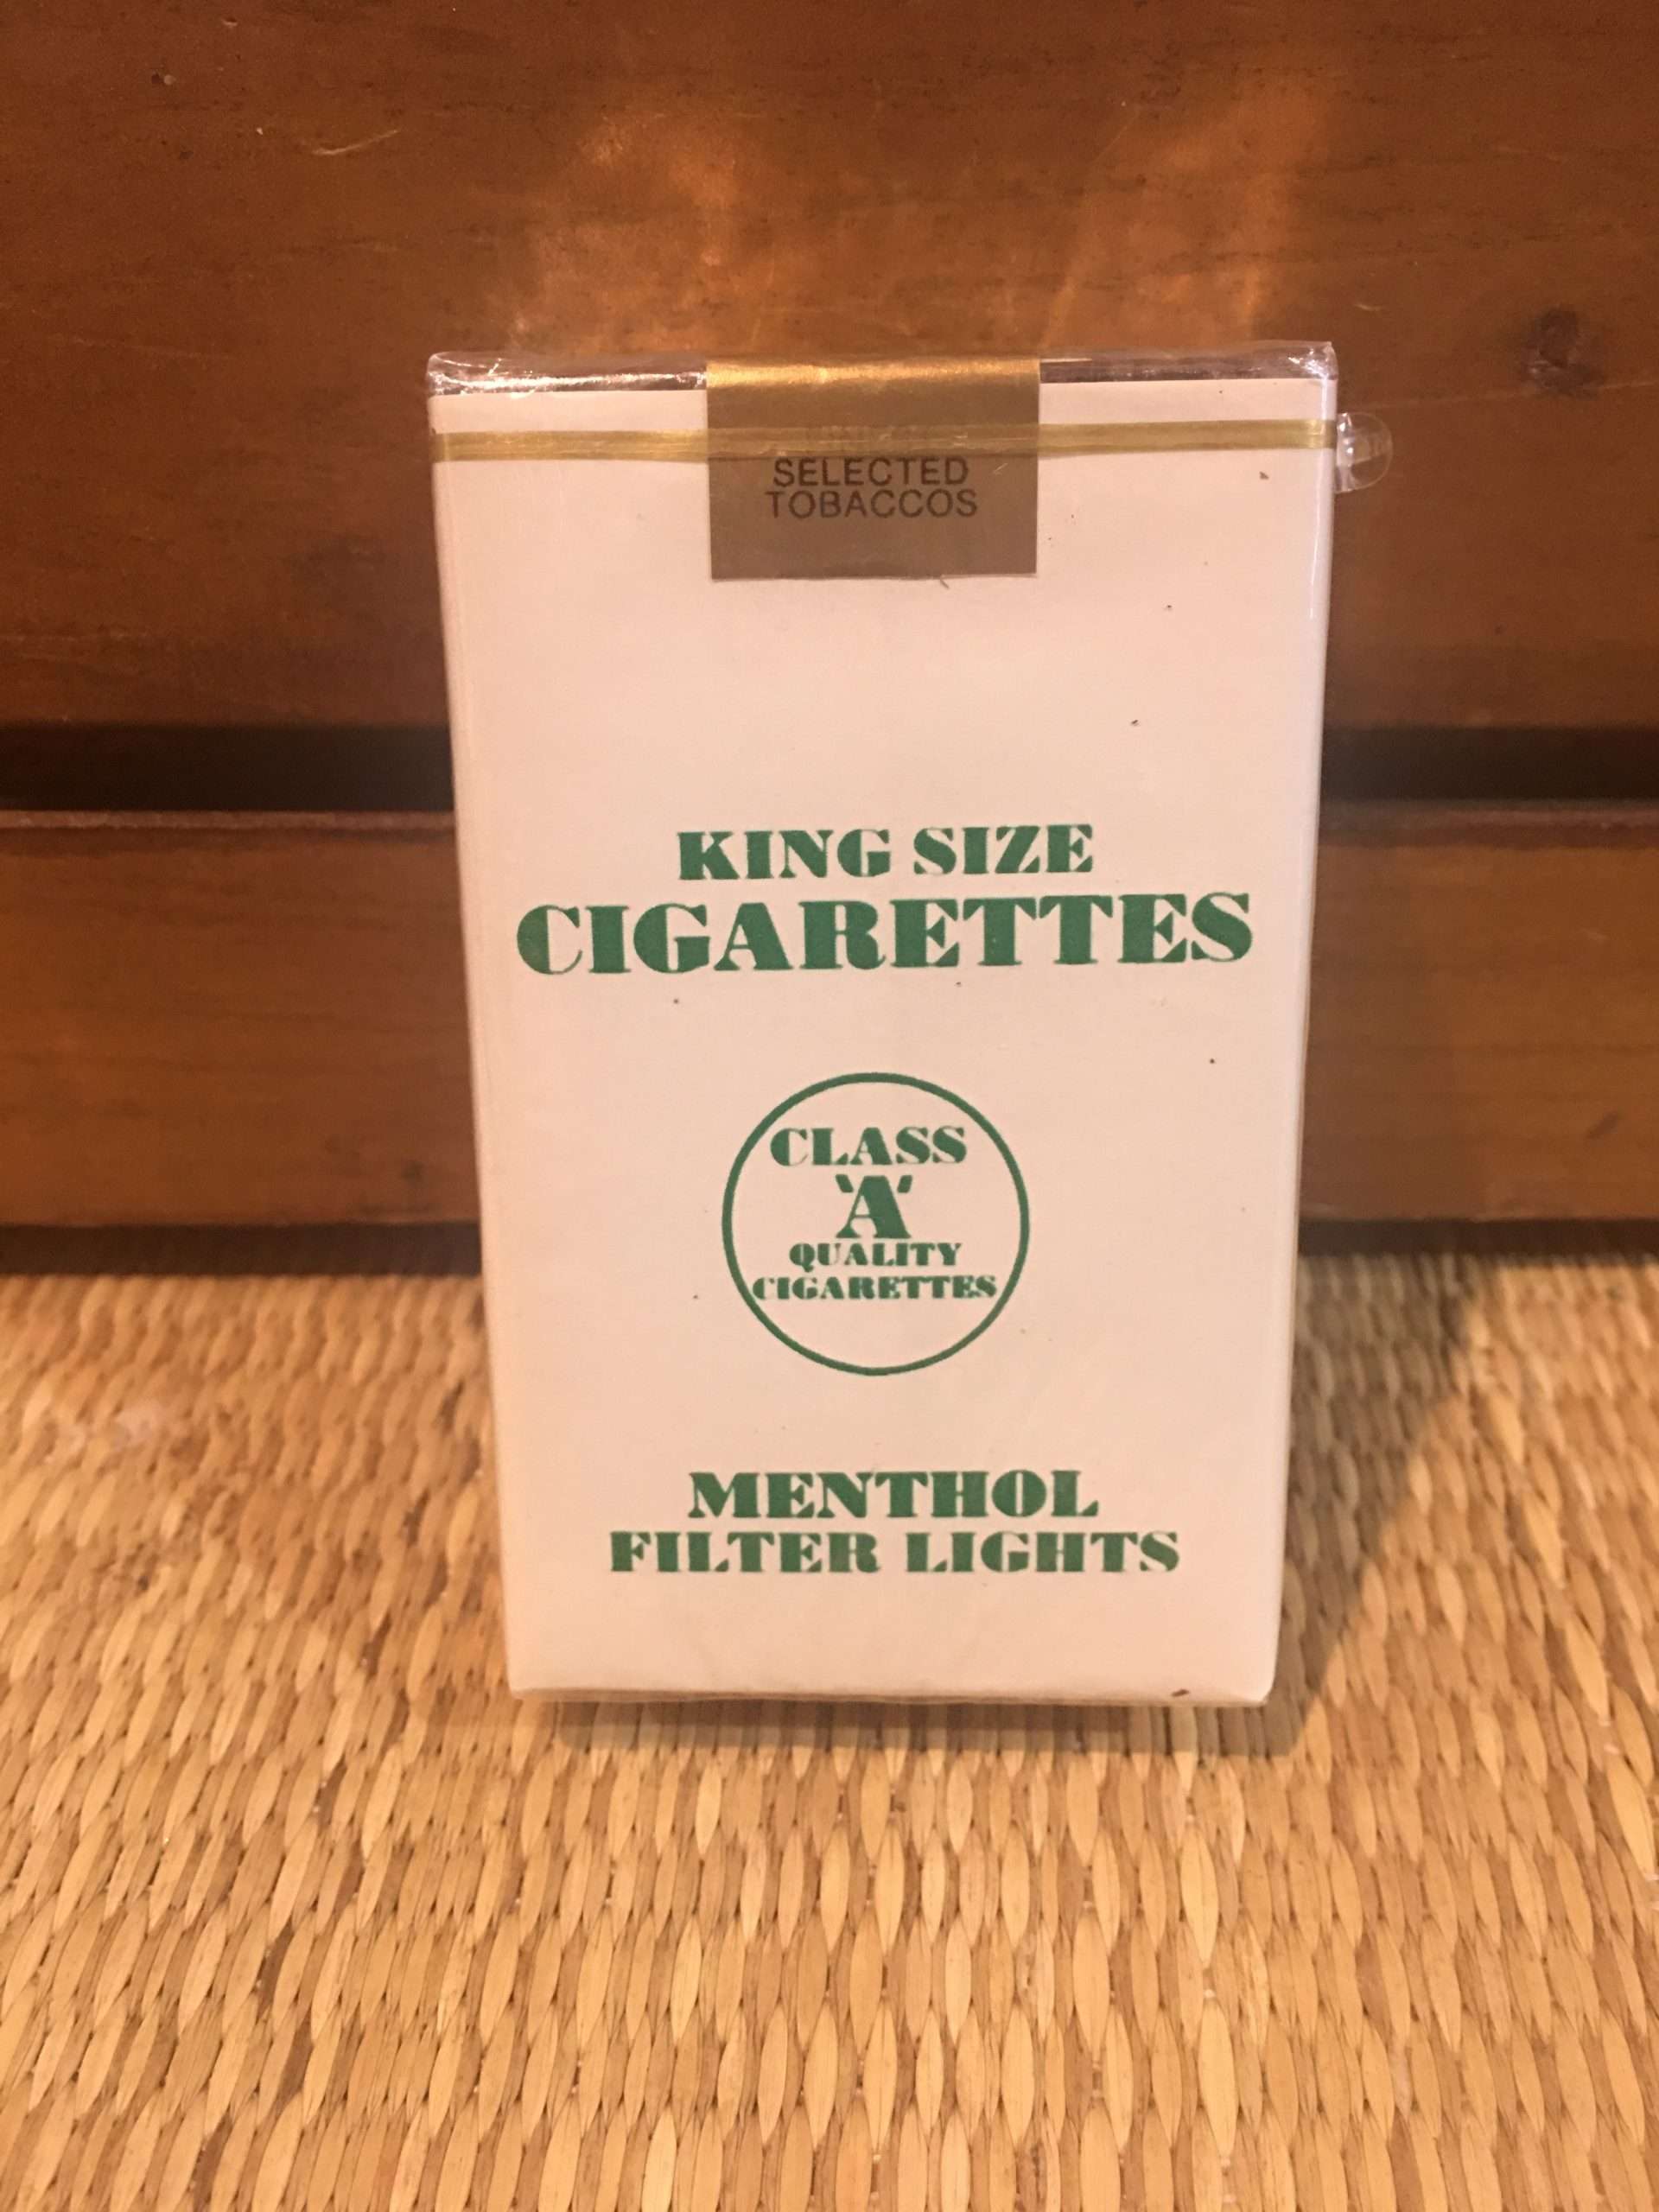 SELECTED
TOBACCOS
KING SIZE
CIGARETTES
CLASS
'A'
QUALITY
CIGARETTES
MENTHOL
FILTER LIGHTS